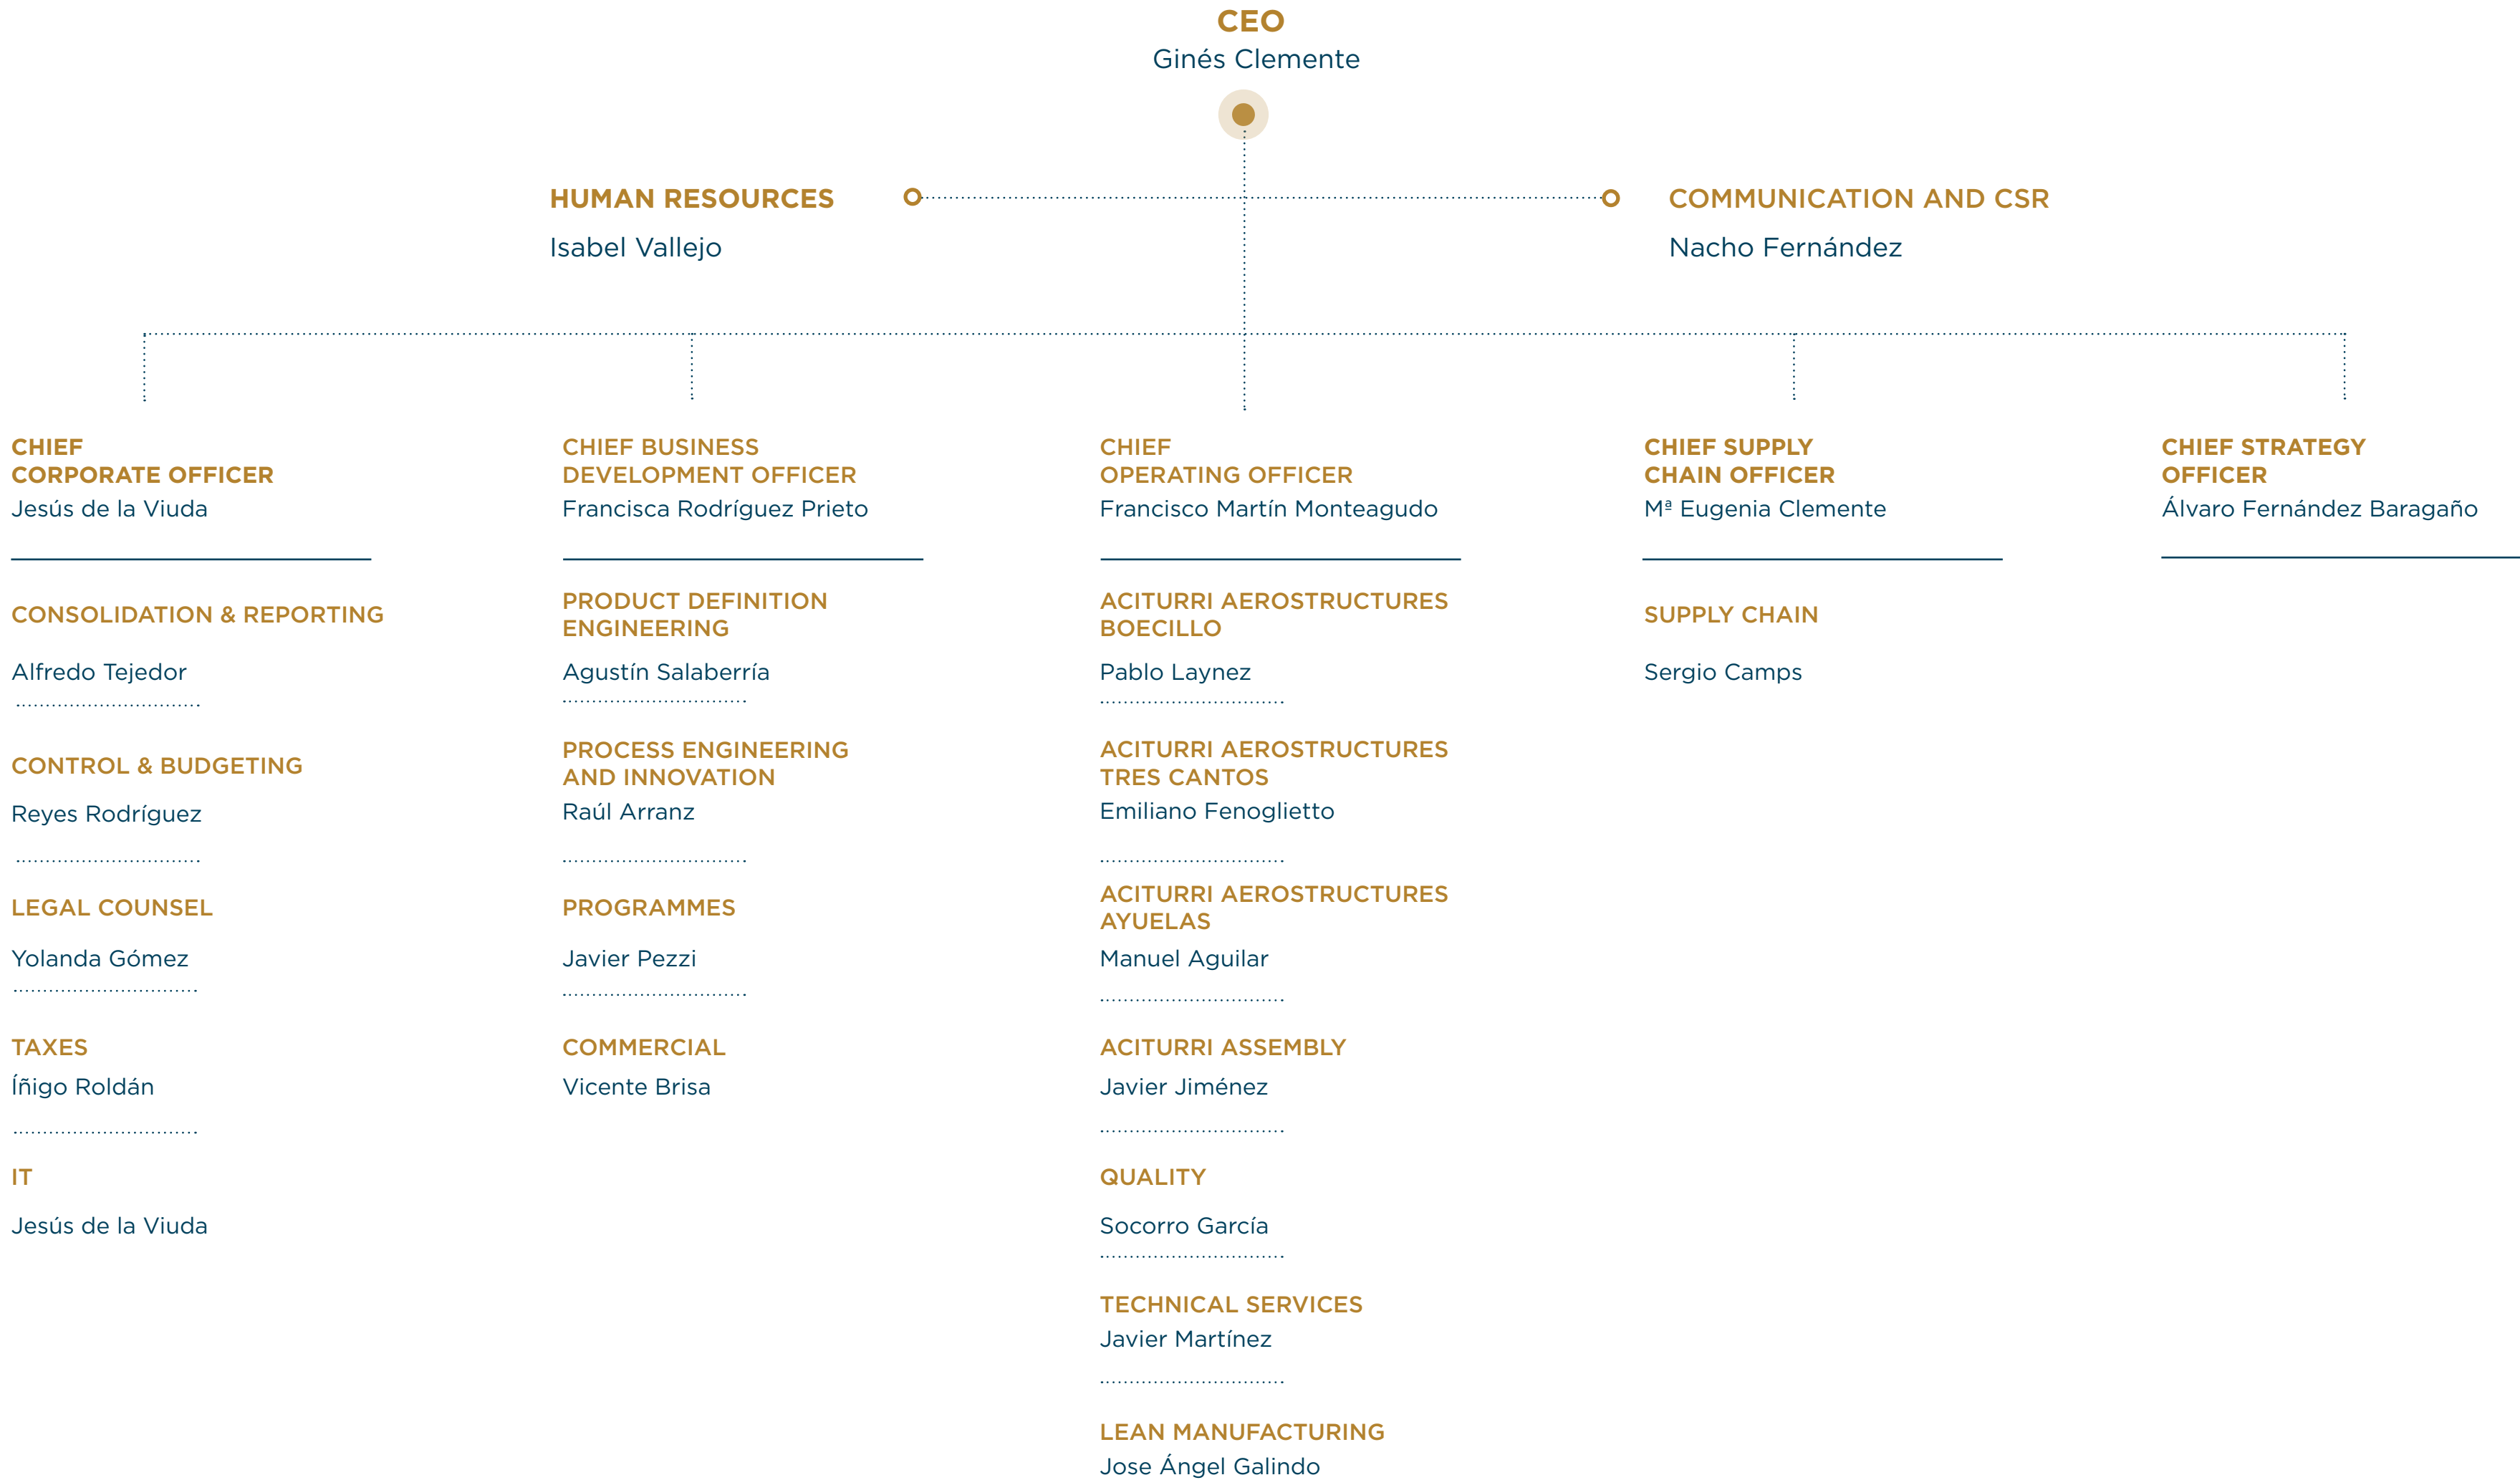 CEO
Ginés Clemente
HUMAN RESOURCES
Isabel Vallejo
COMMUNICATION AND CSR
Nacho Fernández
CHIEF
CORPORATE OFFICER
Jesús de la Viuda
CONSOLIDATION & REPORTING
Alfredo Tejedor
CONTROL & BUDGETING
Reyes Rodríguez
LEGAL COUNSEL
Yolanda Gómez
TAXES
Íñigo Roldán
IT
Jesús de la Viuda
CHIEF BUSINESS
DEVELOPMENT OFFICER
Francisca Rodríguez Prieto
PRODUCT DEFINITION
ENGINEERING
Agustín Salaberría
PROCESS ENGINEERING
AND INNOVATION
Raúl Arranz
PROGRAMMES
Javier Pezzi
COMMERCIAL
Vicente Brisa
CHIEF
OPERATING OFFICER
Francisco Martín Monteagudo
ACITURRI AEROSTRUCTURES
BOECILLO
Pablo Laynez
ACITURRI AEROSTRUCTURES
TRES CANTOS
Emiliano Fenoglietto
ACITURRI AEROSTRUCTURES
AYUELAS
Manuel Aguilar
ACITURRI ASSEMBLY
Javier Jiménez
QUALITY
Socorro García
TECHNICAL SERVICES
Javier Martínez
LEAN MANUFACTURING
Jose Ángel Galindo
CHIEF SUPPLY
CHAIN OFFICER
Mª Eugenia Clemente
SUPPLY CHAIN
Sergio Camps
CHIEF STRATEGY
OFFICER
Álvaro Fernández Baragaño